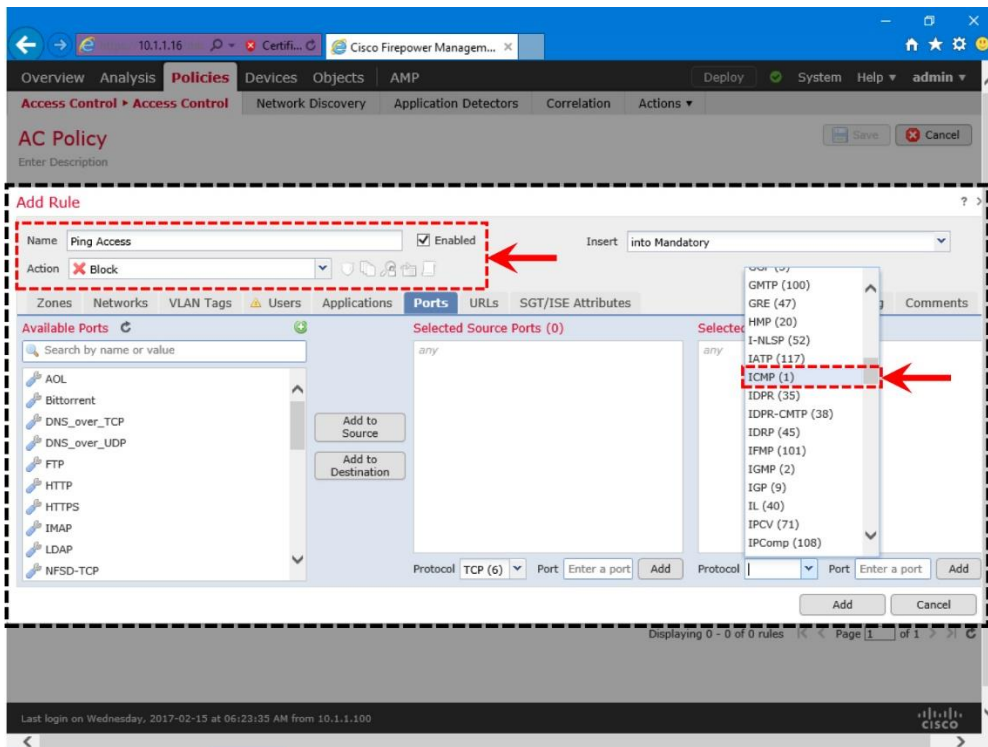 10.1.1.16 Certifi... Cisco Firepower Managem...
Overview Analysis Policies Devices Objects AMP Deploy System Help admin
Access Control Access Control Network Discovery Application Detectors Correlation Actions
AC Policy Save Cancel
Enter Description
Add Rule ?
Name Ping Access Enabled Insert into Mandatory
Action Block
Zones Networks VLAN Tags Users Applications Ports URLs SGT/ISE Attributes Comments
Available Ports Selected Source Ports (0) Selected
Search by name or value
any
any
AOL
Bittorrent
DNS_over_TCP
DNS_over_UDP
FTP
HTTP
HTTPS
IMAP
LDAP
NFSD-TCP
Add to
Source
Add to
Destination
GMTP (100)
GRE (47)
HMP (20)
I-NLSP (52)
IATP (117)
ICMP (1)
IDPR (35)
IDPR-CMTP (38)
IDRP (45)
IFMP (101)
IGMP (2)
IGP (9)
IL (40)
IPCV (71)
IPComp (108)
Protocol TCP (6) Port Enter a port Add Protocol Port Enter a port Add
Add Cancel
Displaying 0 - 0 of 0 rules Page 1 of 1
Last login on Wednesday, 2017-02-15 at 06:23:35 AM from 10.1.1.100
CISCO